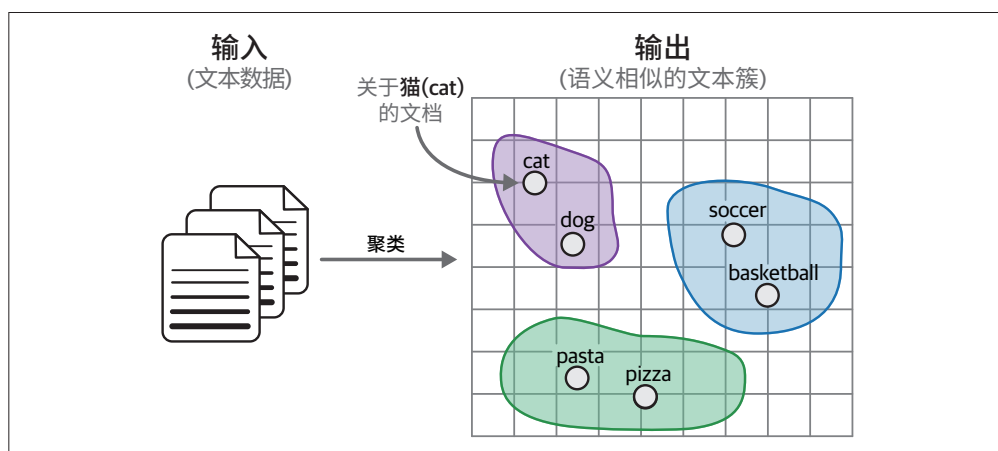 输入
(文本数据)
输出
(语义相似的文本簇)
关于猫(cat)
的文档
cat
dog
soccer
basketball
聚类
pasta
pizza